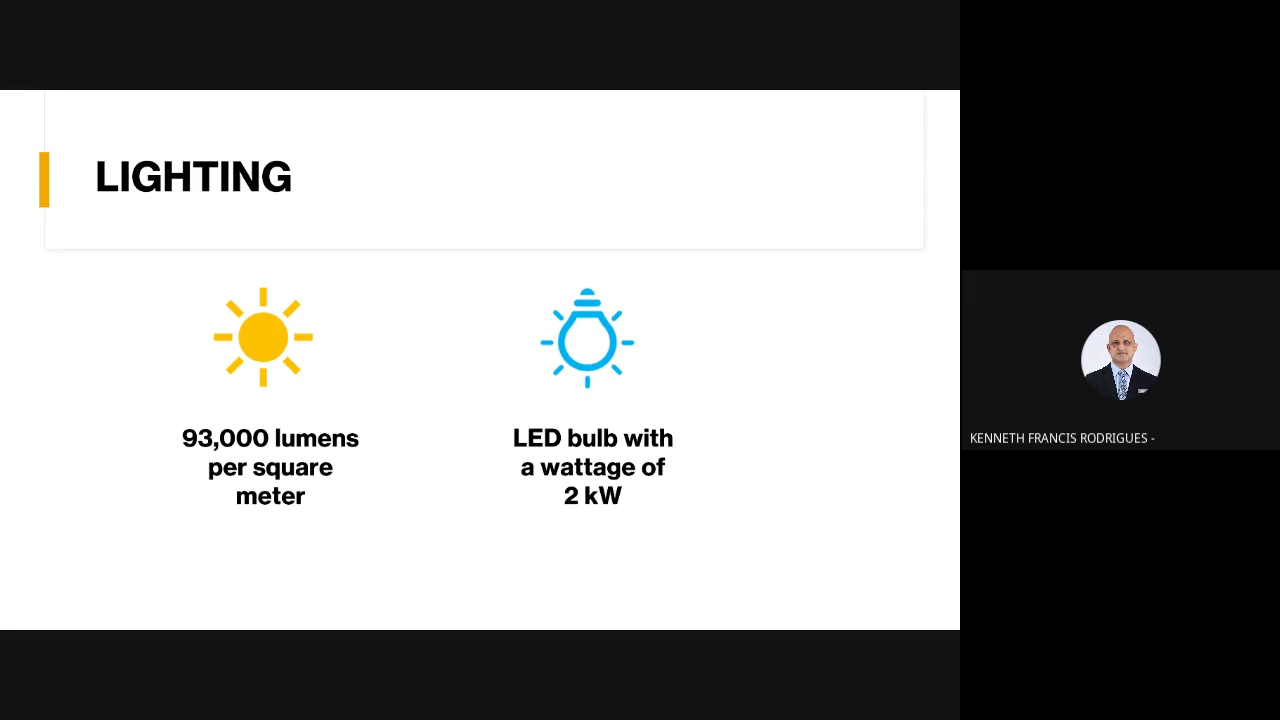 LIGHTING
93,000 lumens
per square
meter
LED bulb with
a wattage of
2 kW
KENNETH FRANCIS RODRIGUES -